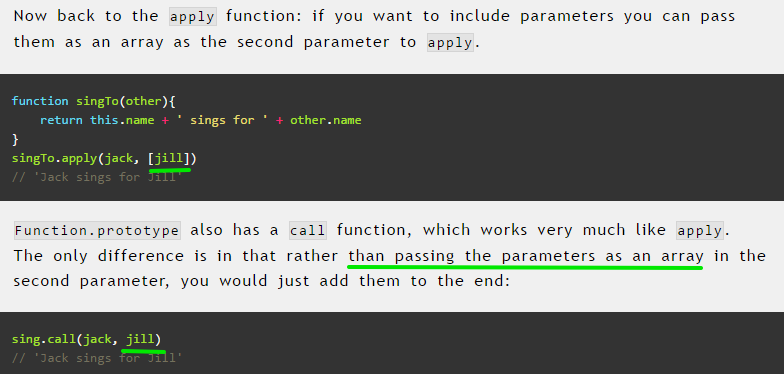 Now back to the apply function: if you want to include parameters you can pass
them as an array as the second parameter to apply.
function singTo(other){
    return this.name + ' sings for ' + other.name
}
singTo.apply(jack, [jill])
// 'Jack sings for Jill'
Function.prototype also has a call function, which works very much like apply.
The only difference is in that rather than passing the parameters as an array in the
second parameter, you would just add them to the end:
sing.call(jack, jill)
// 'Jack sings for Jill'